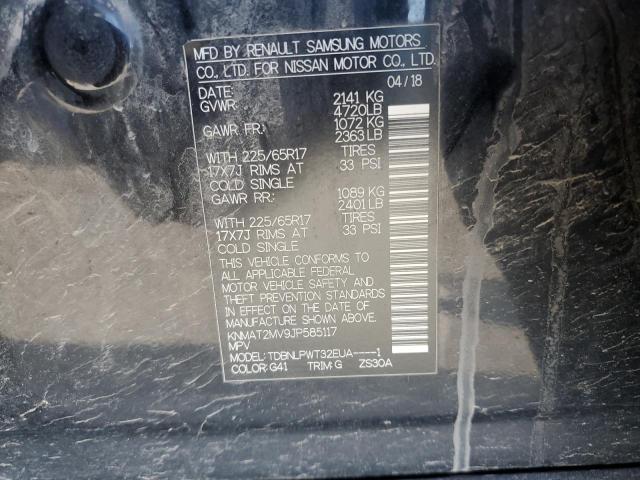 MFD BY RENAULT SAMSUNG MOTORS
CO., LTD. FOR NISSAN MOTOR CO., LTD.
DATE: 04/18
GVWR: 2141 KG
4720LB
GAWR FR: 1072 KG
2363LB
WITH 225/65R17 TIRES
17X7J RIMS AT 33 PSI
COLD SINGLE
GAWR RR: 1089 KG
2401LB
WITH 225/65R17 TIRES
17X7J RIMS AT 33 PSI
COLD SINGLE
THIS VEHICLE CONFORMS TO
ALL APPLICABLE FEDERAL
MOTOR VEHICLE SAFETY AND
THEFT PREVENTION STANDARDS
IN EFFECT ON THE DATE OF
MANUFACTURE SHOWN ABOVE.
KNMAT2MV9JP585117
MPV
MODEL: TDBNLPWT32EUA----1
COLOR:G41 TRIM:G ZS30A